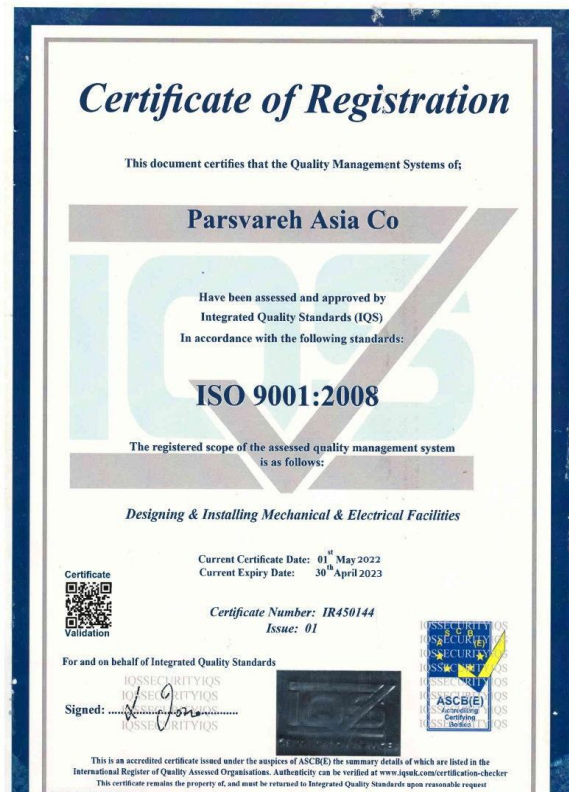 Certificate of Registration
This document certifies that the Quality Management Systems of;
Parsvareh Asia Co
IQS
Have been assessed and approved by
Integrated Quality Standards (IQS)
In accordance with the following standards:
ISO 9001:2008
The registered scope of the assessed quality management system
is as follows:
Designing & Installing Mechanical & Electrical Facilities
Current Certificate Date: 01st May 2022
Current Expiry Date: 30th April 2023
Certificate
Validation
Certificate Number: IR450144
Issue: 01
For and on behalf of Integrated Quality Standards
IQSSECURITYIQS
IQSSECURITYIQS
Signed:
IQSSECURITYIQS
ASCB(E)
ASCB(E)
Accrediting
Certifying
Bodies
This is an accredited certificate issued under the auspices of ASCB(E) the summary details of which are listed in the
International Register of Quality Assessed Organisations. Authenticity can be verified at www.iqsuk.com/certification-checker
This certificate remains the property of, and must be returned to Integrated Quality Standards upon reasonable request